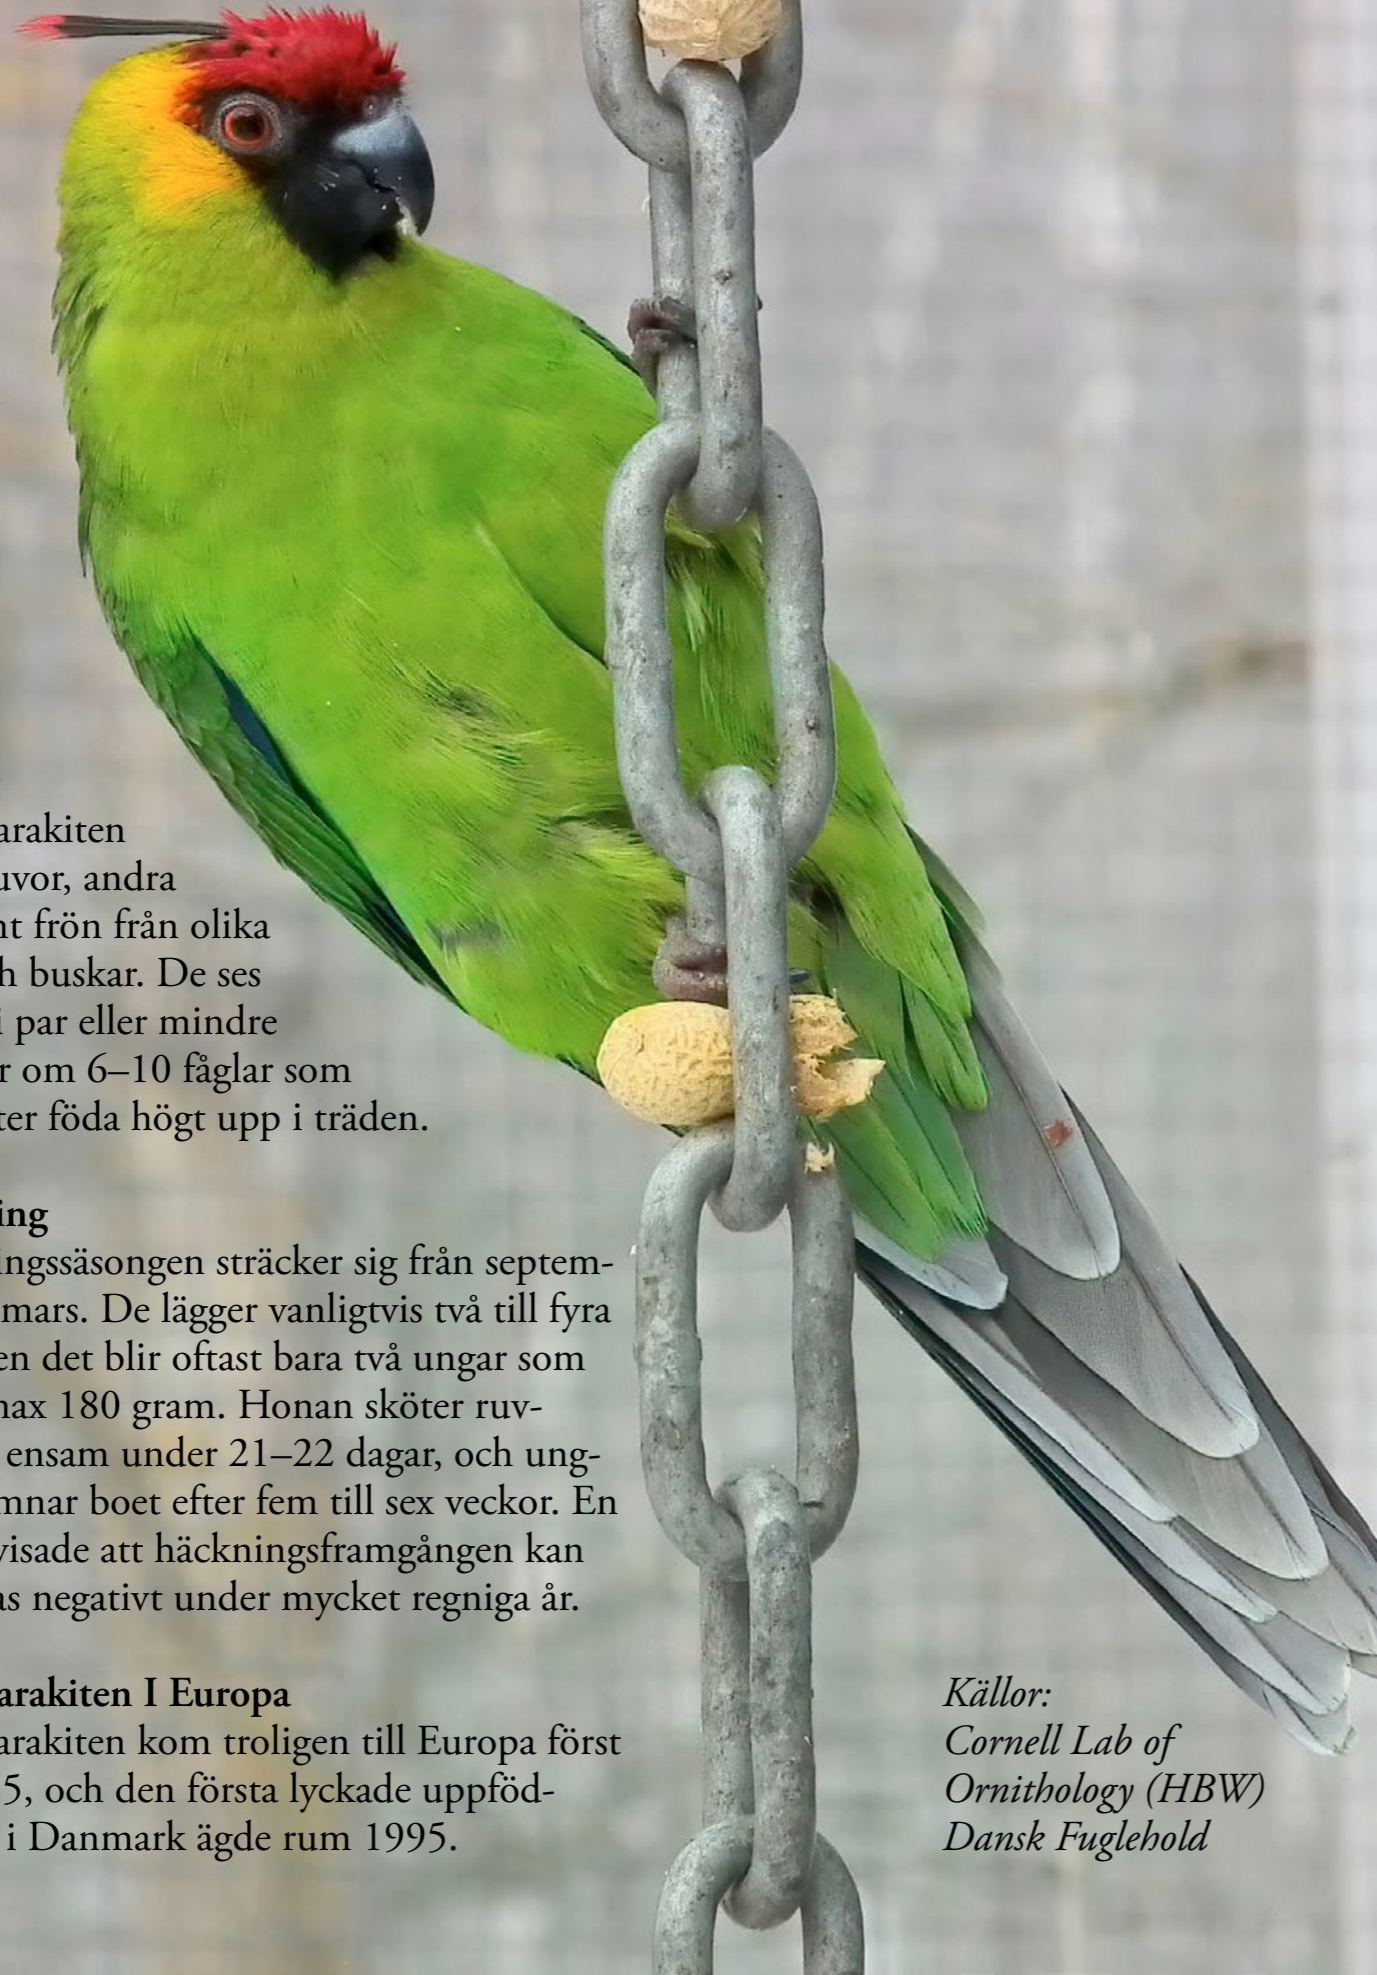 arakiten
uvor, andra
nt frön från olika
h buskar. De ses
i par eller mindre
r om 6–10 fåglar som
ter föda högt upp i träden.
ing
ingssäsongen sträcker sig från septem-
mars. De lägger vanligtvis två till fyra
en det blir oftast bara två ungar som
nax 180 gram. Honan sköter ruv-
ensam under 21–22 dagar, och ung-
mnar boet efter fem till sex veckor. En
visade att häckningsframgången kan
as negativt under mycket regniga år.
arakiten I Europa
arakiten kom troligen till Europa först
5, och den första lyckade uppföd-
i Danmark ägde rum 1995.
Källor:
Cornell Lab of
Ornithology (HBW)
Dansk Fuglehold